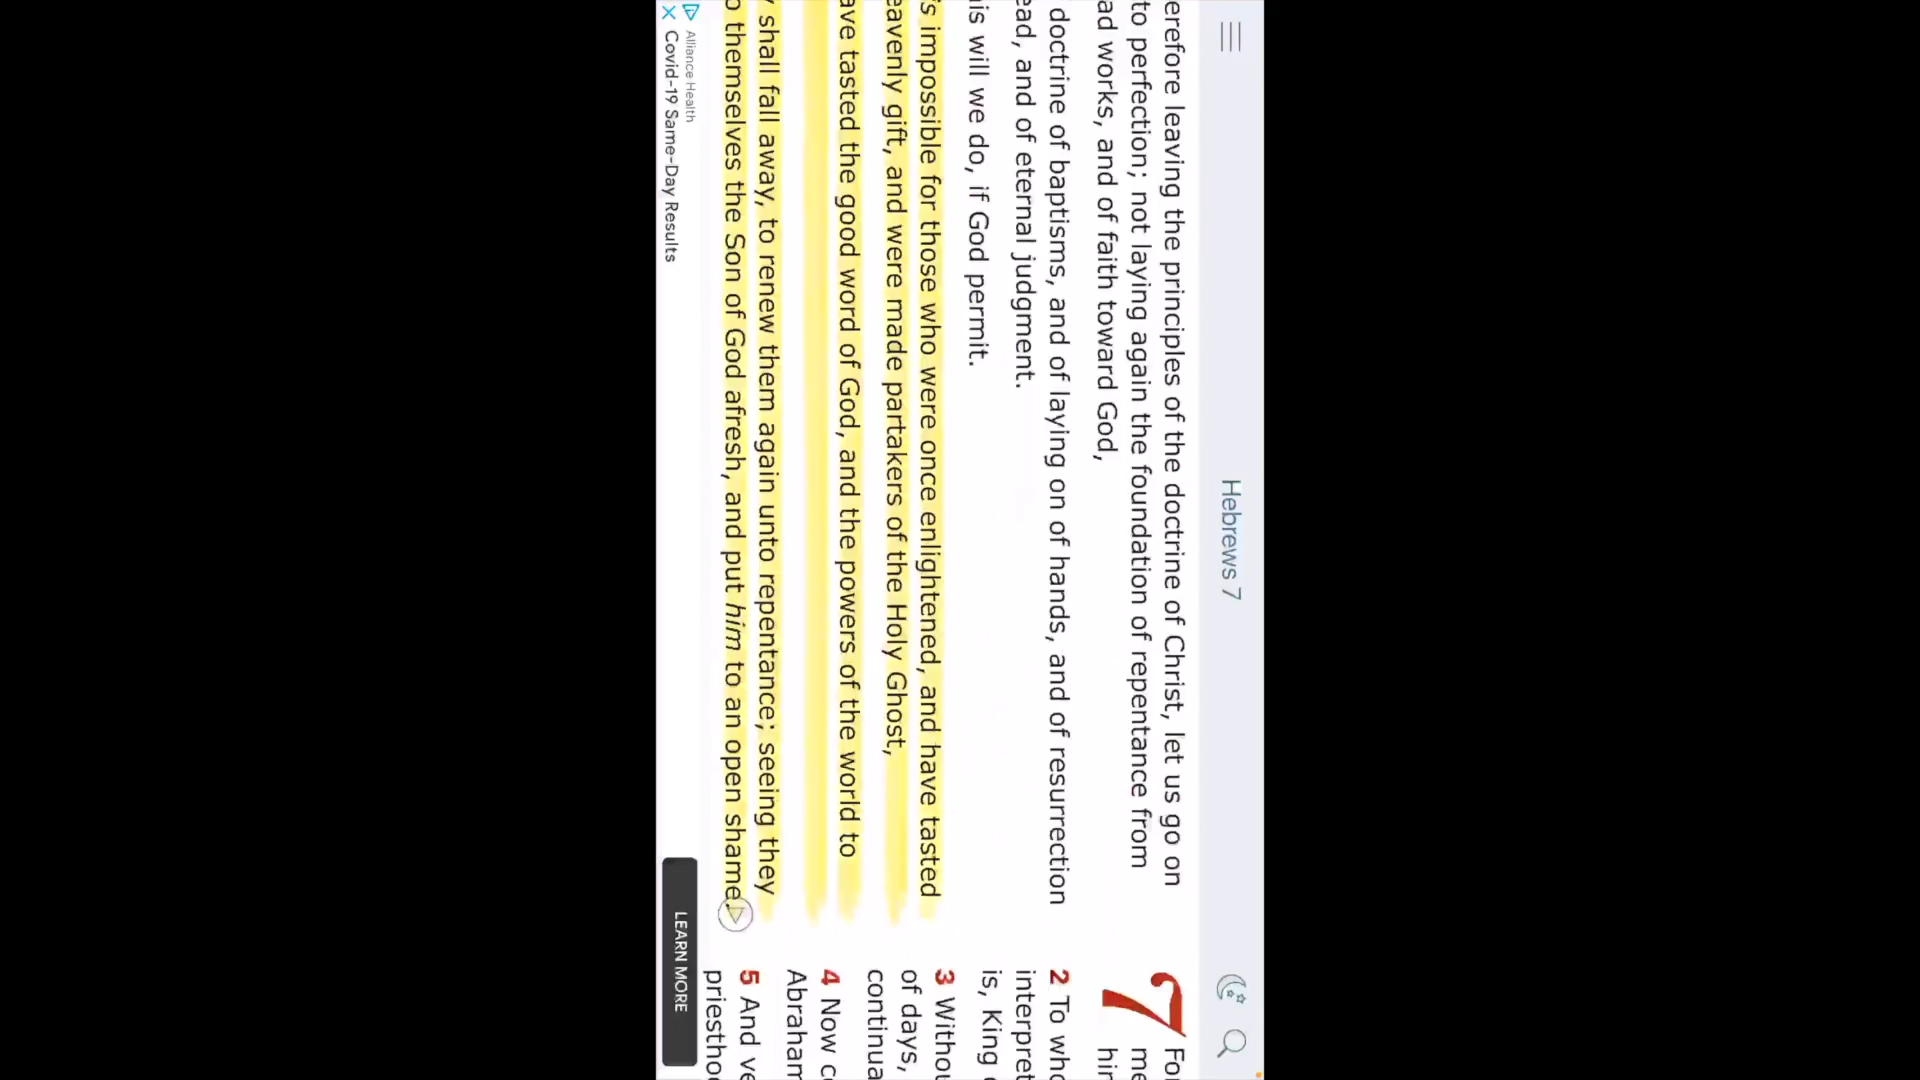 Hebrews 7
erefore leaving the principles of the doctrine of Christ, let us go on
to perfection; not laying again the foundation of repentance from
ad works, and of faith toward God,
doctrine of baptisms, and of laying on of hands, and of resurrection
ead, and of eternal judgment.
is will we do, if God permit.
s impossible for those who were once enlightened, and have tasted
eavenly gift, and were made partakers of the Holy Ghost,
ave tasted the good word of God, and the powers of the world to
y shall fall away, to renew them again unto repentance; seeing they
o themselves the Son of God afresh, and put him to an open shame.
7 For
me
him
2 To who
interpret
is, King
3 Withou
of days,
continua
4 Now co
Abraham
5 And ve
priesthoo
Alliance Health
Covid-19 Same-Day Results
LEARN MORE